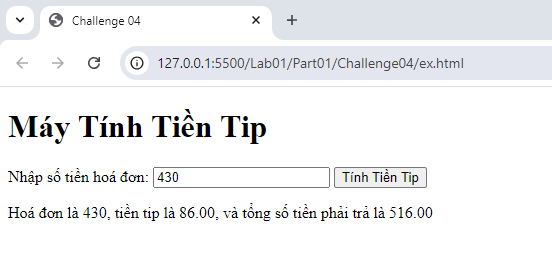 Challenge 04
127.0.0.1:5500/Lab01/Part01/Challenge04/ex.html
Máy Tính Tiền Tip
Nhập số tiền hoá đơn: 430 Tính Tiền Tip
Hoá đơn là 430, tiền tip là 86.00, và tổng số tiền phải trả là 516.00